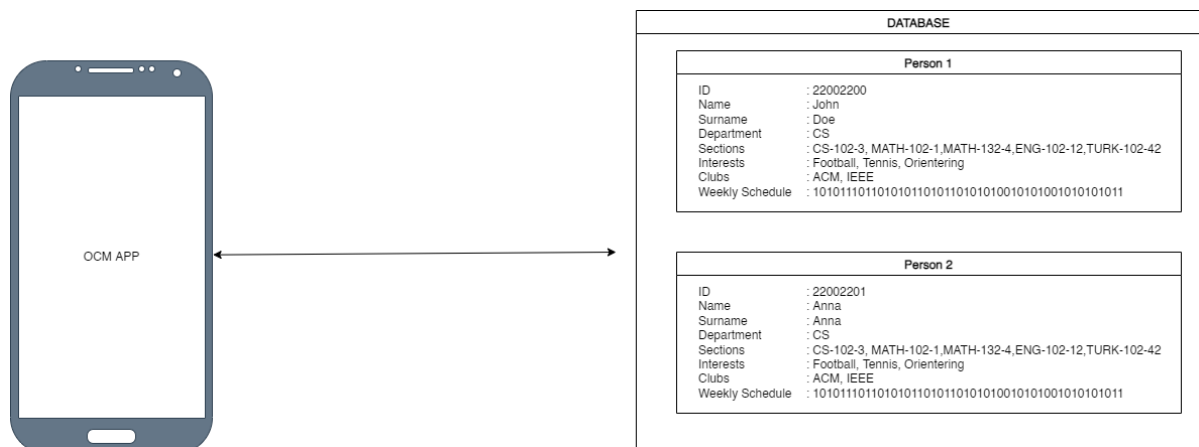 DATABASE
Person 1
ID : 22002200
Name : John
Surname : Doe
Department : CS
Sections : CS-102-3, MATH-102-1,MATH-132-4,ENG-102-12,TURK-102-42
Interests : Football, Tennis, Orientering
Clubs : ACM, IEEE
Weekly Schedule : 1010111011010101101011010101001010100101010101011
OCM APP
Person 2
ID : 22002201
Name : Anna
Surname : Anna
Department : CS
Sections : CS-102-3, MATH-102-1,MATH-132-4,ENG-102-12,TURK-102-42
Interests : Football, Tennis, Orientering
Clubs : ACM, IEEE
Weekly Schedule : 1010111011010101101011010101001010100101010101011